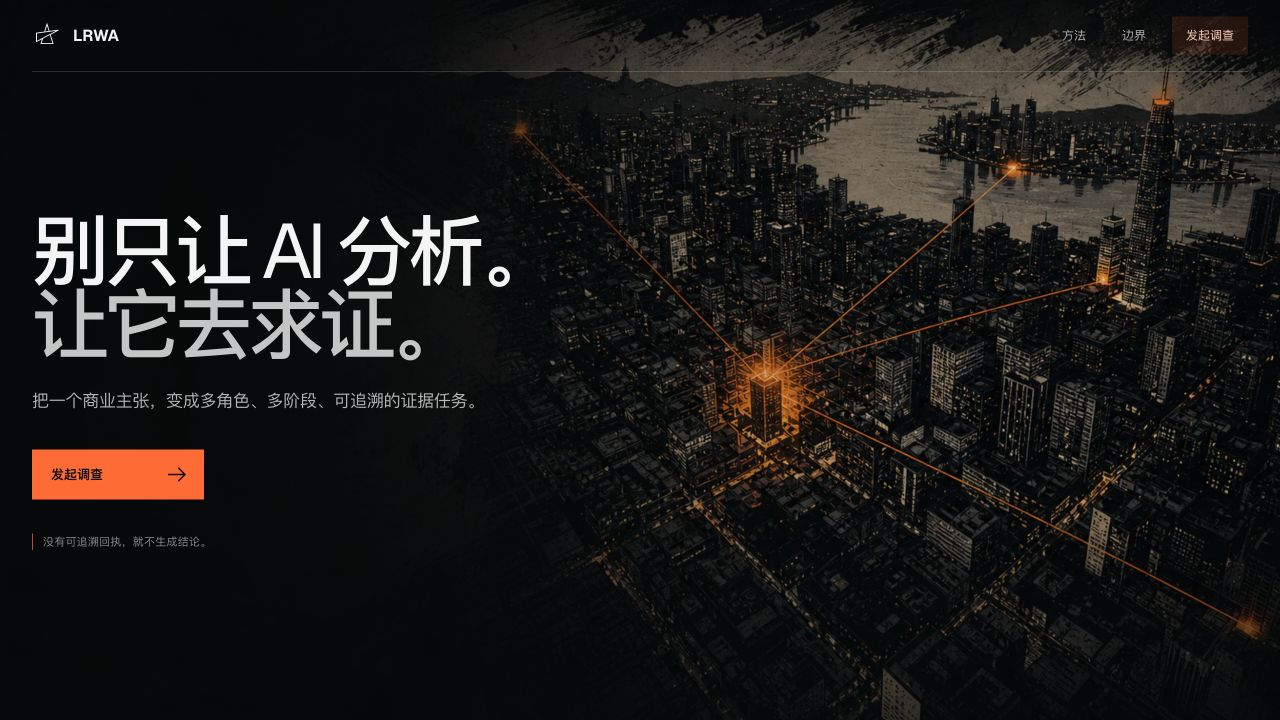 LRWA
方法
边界
发起调查
别只让 AI 分析。
让它去求证。
把一个商业主张，变成多角色、多阶段、可追溯的证据任务。
发起调查
没有可追溯回执，就不生成结论。